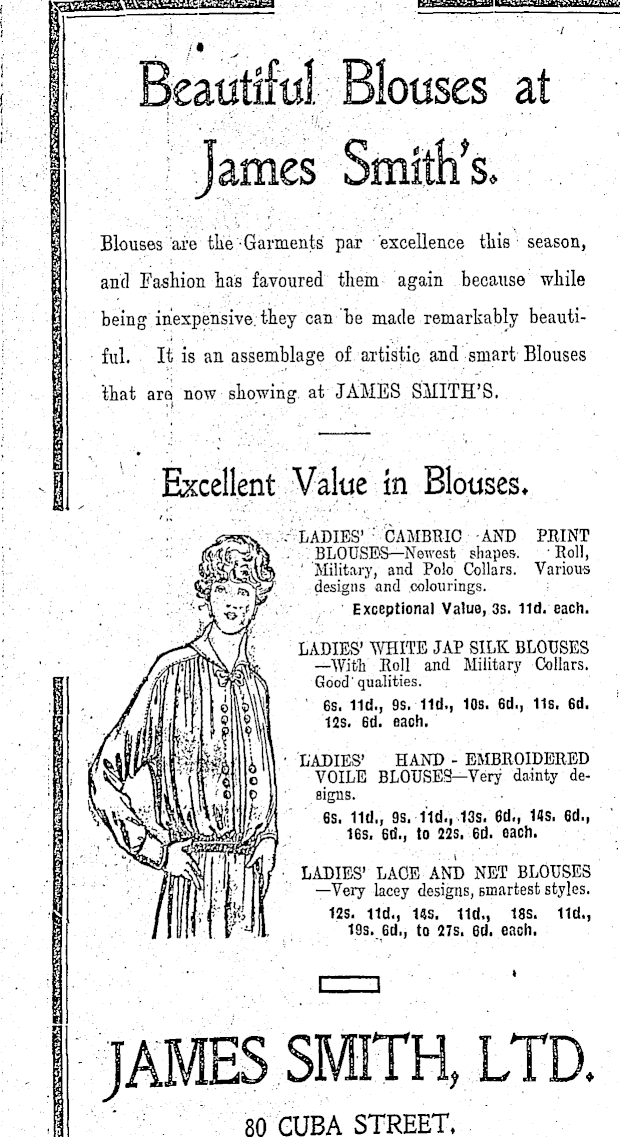 Beautiful Blouses at
James Smith's.
Blouses are the Garments par excellence this season,
and Fashion has favoured them again because while
being inexpensive they can be made remarkably beauti-
ful. It is an assemblage of artistic and smart Blouses
that are now showing at JAMES SMITH'S.
Excellent Value in Blouses.
LADIES' CAMBRIC AND PRINT
BLOUSES—Newest shapes. Roll,
Military, and Polo Collars. Various
designs and colourings.
Exceptional Value, 3s. 11d. each.
LADIES' WHITE JAP SILK BLOUSES
—With Roll and Military Collars.
Good qualities.
6s. 11d., 9s. 11d., 10s. 6d., 11s. 6d.
12s. 6d. each.
LADIES' HAND - EMBROIDERED
VOILE BLOUSES—Very dainty de-
signs.
6s. 11d., 9s. 11d., 13s. 6d., 14s. 6d.,
16s. 6d., to 22s. 6d. each.
LADIES' LACE AND NET BLOUSES
—Very lacey designs, smartest styles.
12s. 11d., 14s. 11d., 18s. 11d.,
19s. 6d., to 27s. 6d. each.
JAMES SMITH, LTD.
80 CUBA STREET.